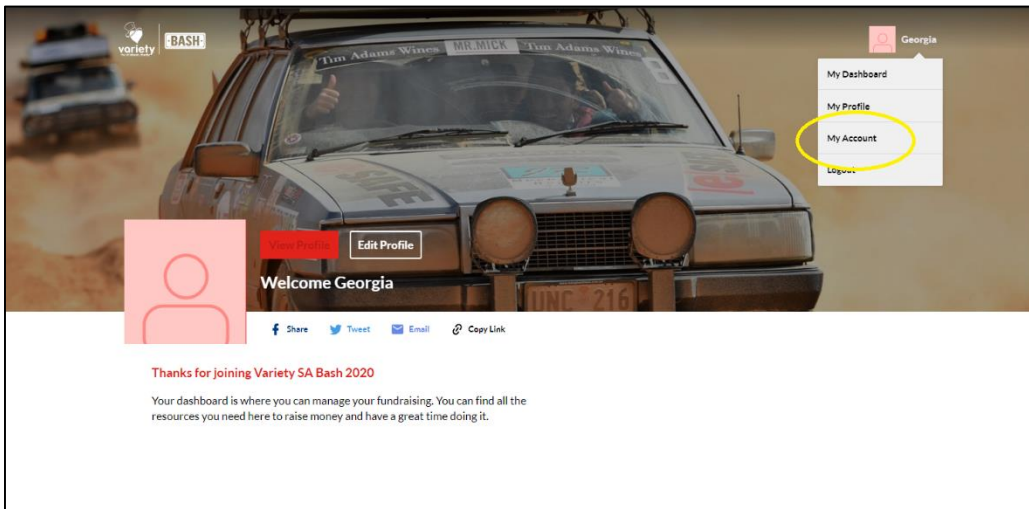 variety
·BASH·
Georgia
My Dashboard
My Profile
My Account
Logout
Tim Adams Wines MR.MICK Tim Adams Wines
View Profile
Edit Profile
Welcome Georgia
UNC 216
Share Tweet Email Copy Link
Thanks for joining Variety SA Bash 2020
Your dashboard is where you can manage your fundraising. You can find all the
resources you need here to raise money and have a great time doing it.